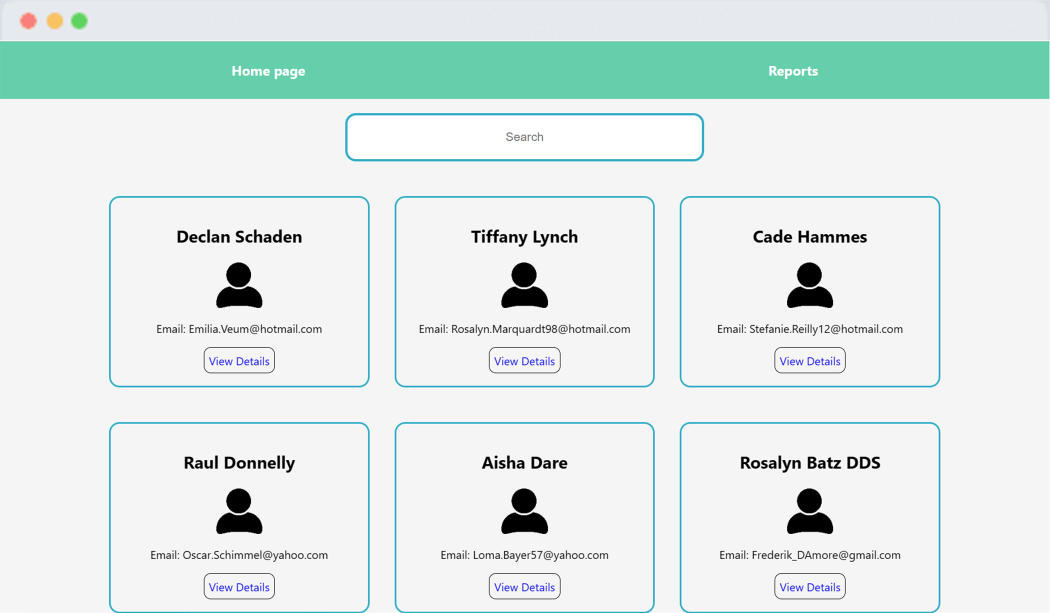 Home page Reports
Search
Declan Schaden
Email: Emilia.Veum@hotmail.com
View Details
Tiffany Lynch
Email: Rosalyn.Marquardt98@hotmail.com
View Details
Cade Hammes
Email: Stefanie.Reilly12@hotmail.com
View Details
Raul Donnelly
Email: Oscar.Schimmel@yahoo.com
View Details
Aisha Dare
Email: Loma.Bayer57@yahoo.com
View Details
Rosalyn Batz DDS
Email: Frederik_DAmore@gmail.com
View Details